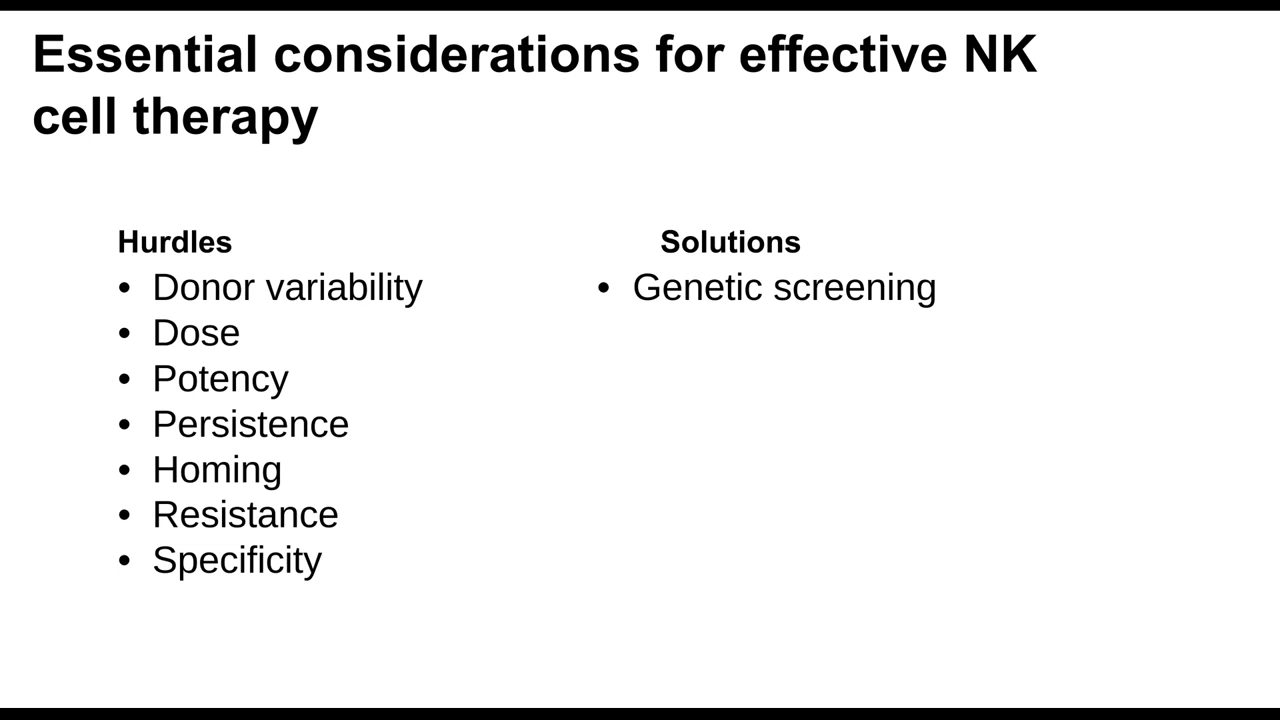 Essential considerations for effective NK
cell therapy
Hurdles
• Donor variability
• Dose
• Potency
• Persistence
• Homing
• Resistance
• Specificity
Solutions
• Genetic screening